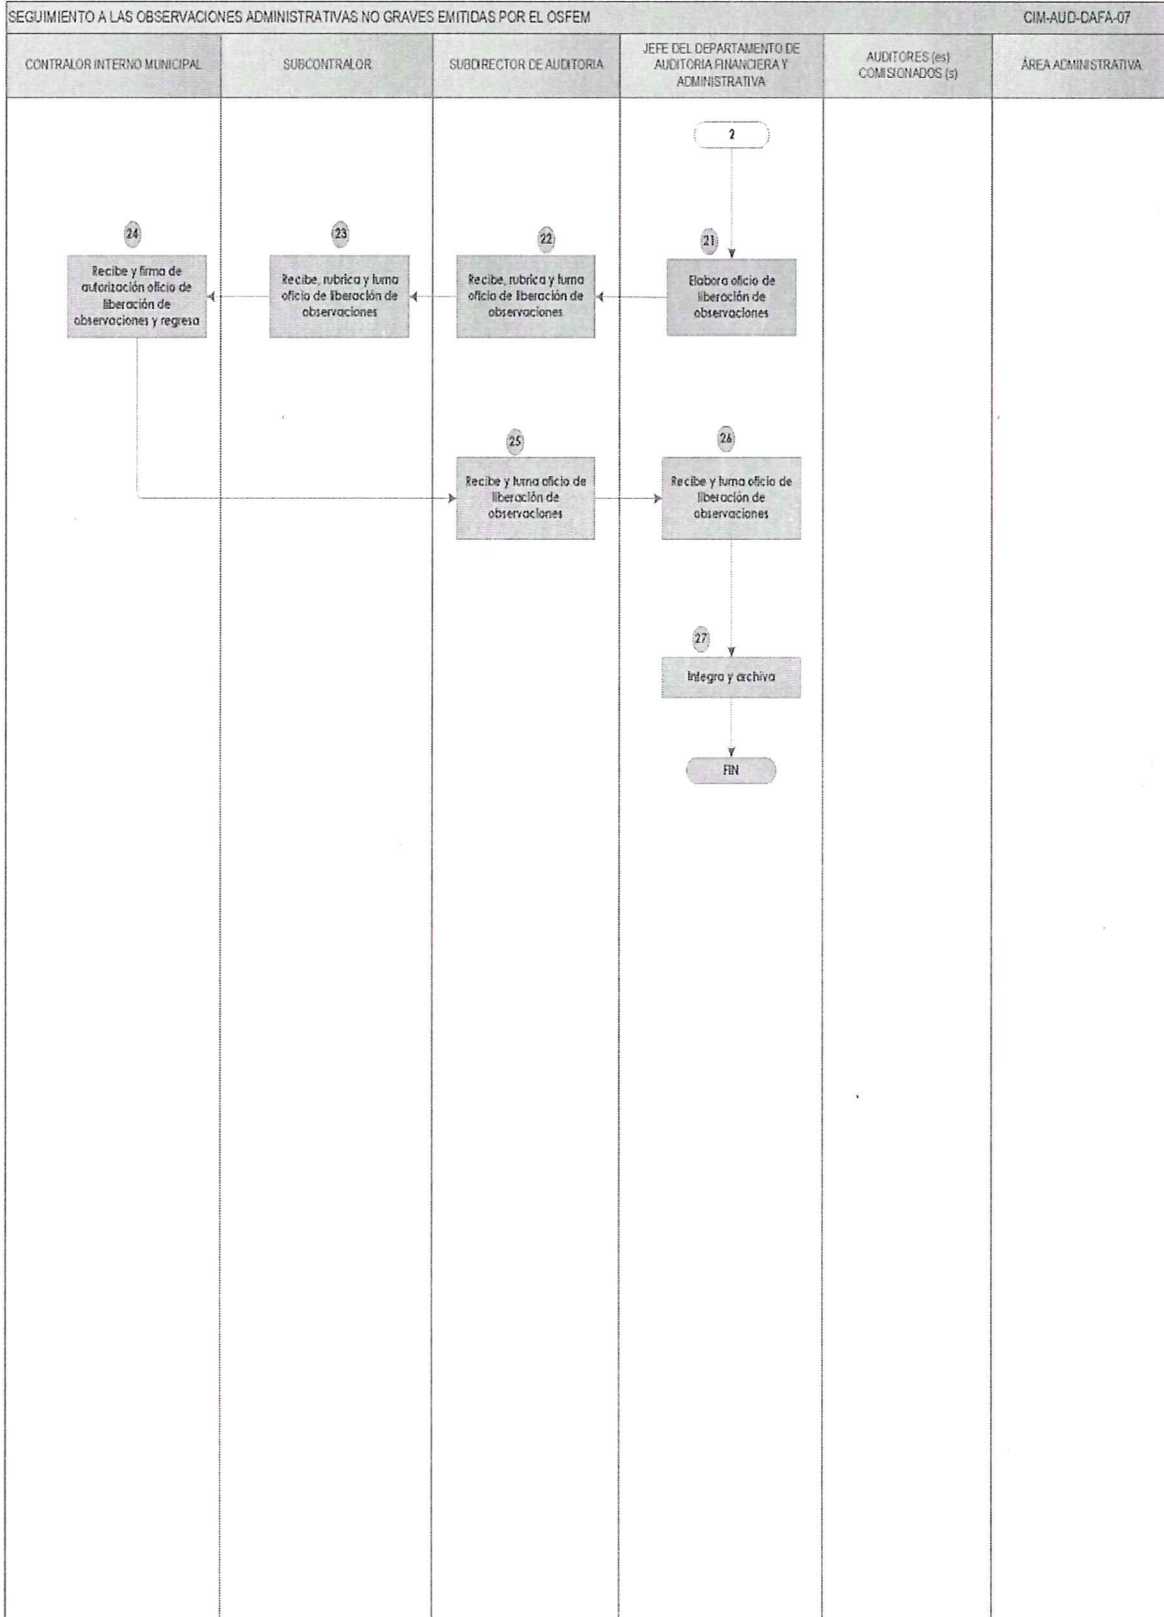 SEGUIMIENTO A LAS OBSERVACIONES ADMINISTRATIVAS NO GRAVES EMITIDAS POR EL OSFEM
CIM-AUD-DAFA-07
CONTRALOR INTERNO MUNICIPAL
SUBCONTRALOR
SUBDIRECTOR DE AUDITORIA
JEFE DEL DEPARTAMENTO DE
AUDITORIA FINANCIERA Y
ADMINISTRATIVA
AUDITORES (es)
COMISIONADOS (s)
ÁREA ADMINISTRATIVA
2
24
Recibe y firma de
autorización oficio de
liberación de
observaciones y regresa
23
Recibe, rubrica y turna
oficio de liberación de
observaciones
22
Recibe, rubrica y turna
oficio de liberación de
observaciones
21
Elabora oficio de
liberación de
observaciones
25
Recibe y turna oficio de
liberación de
observaciones
26
Recibe y turna oficio de
liberación de
observaciones
27
Integra y archiva
FIN